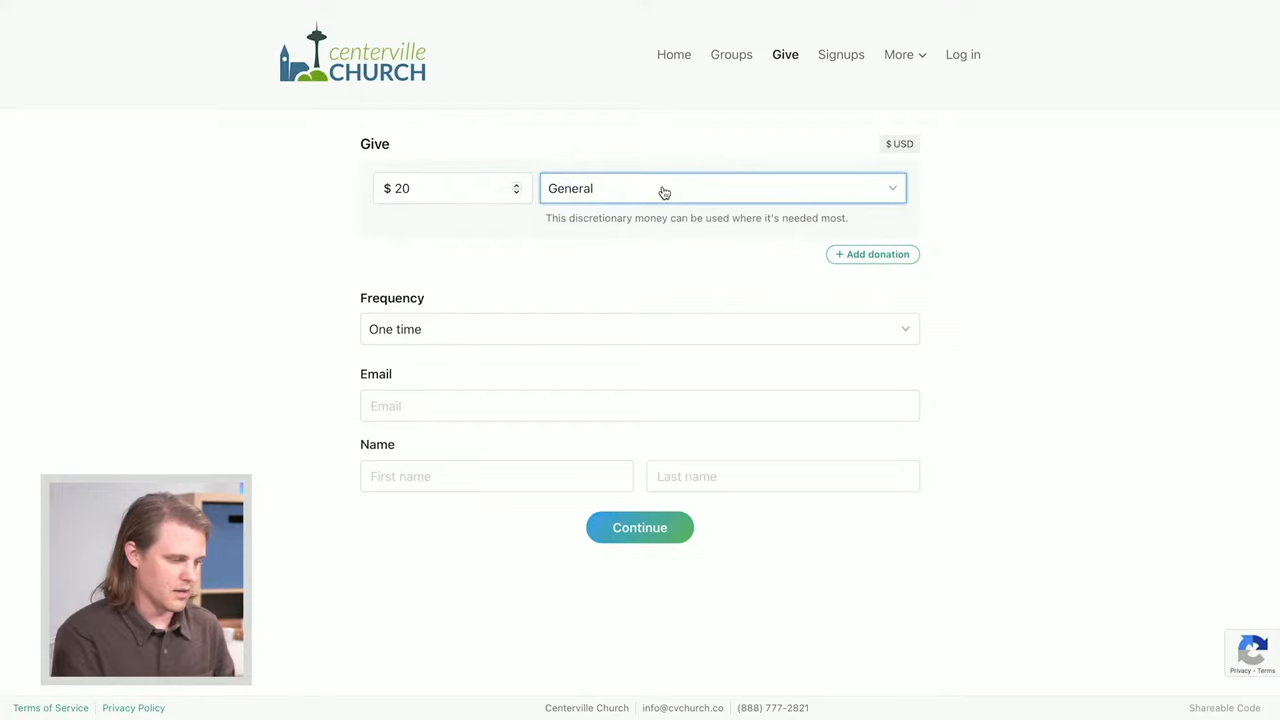 centerville
CHURCH
Home Groups Give Signups More Log in
Give
$ USD
$ 20
General
This discretionary money can be used where it's needed most.
+ Add donation
Frequency
One time
Email
Email
Name
First name
Last name
Continue
Privacy - Terms
Terms of Service | Privacy Policy
Centerville Church | info@cvchurch.co | (888) 777-2821
Shareable Code